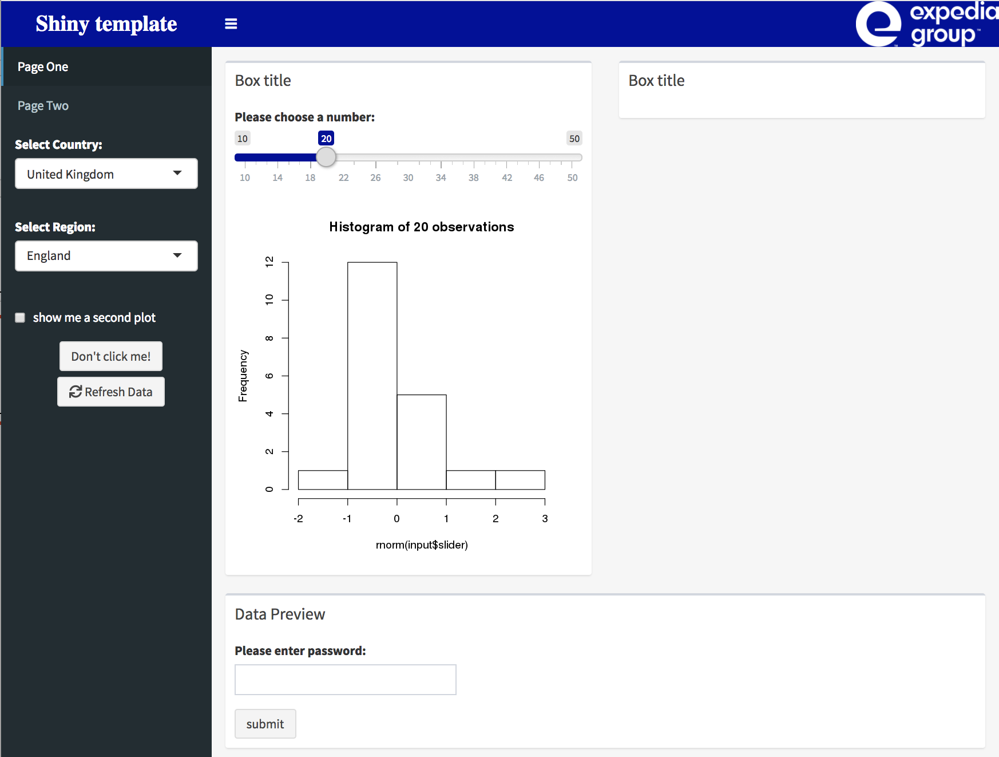 Shiny template
expedia
group™
Page One
Page Two
Select Country:
United Kingdom
Select Region:
England
show me a second plot
Don't click me!
Refresh Data
Box title
Please choose a number:
10 20 50
10 14 18 22 26 30 34 38 42 46 50
Histogram of 20 observations
Frequency
12
10
8
6
4
2
0
-2 -1 0 1 2 3
rnorm(input$slider)
Box title
Data Preview
Please enter password:
submit